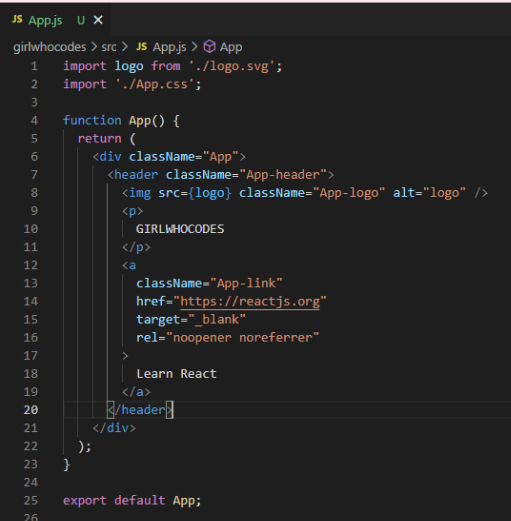 JS App.js U ×
girlwhocodes > src > JS App.js > App
1 import logo from './logo.svg';
2 import './App.css';
3
4 function App() {
5 return (
6 <div className="App">
7 <header className="App-header">
8 <img src={logo} className="App-logo" alt="logo" />
9 <p>
10 GIRLWHOCODES
11 </p>
12 <a
13 className="App-link"
14 href="https://reactjs.org"
15 target="_blank"
16 rel="noopener noreferrer"
17 >
18 Learn React
19 </a>
20 </header>
21 </div>
22 );
23 }
24
25 export default App;
26